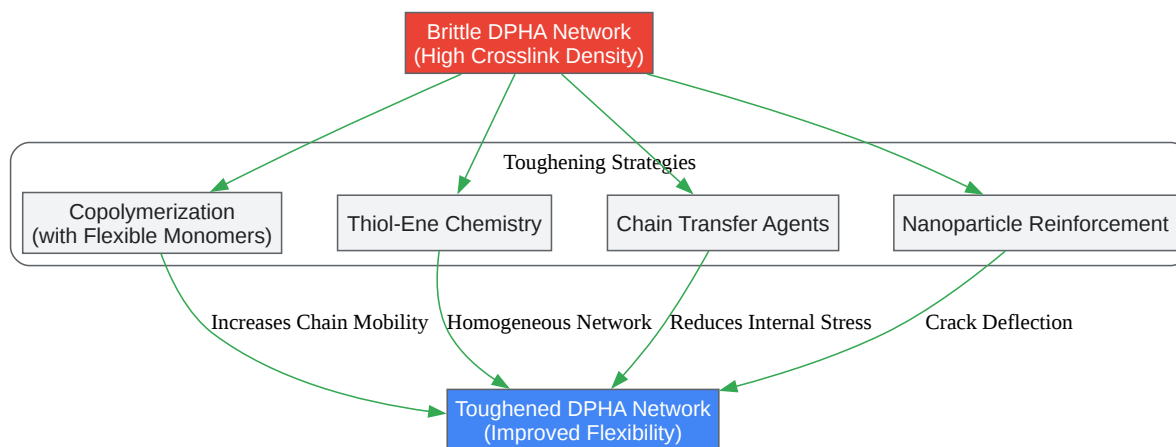 Brittle DPHA Network
(High Crosslink Density)
Toughening Strategies
Copolymerization
(with Flexible Monomers)
Thiol-Ene Chemistry
Chain Transfer Agents
Nanoparticle Reinforcement
Increases Chain Mobility
Homogeneous Network
Reduces Internal Stress
Crack Deflection
Toughened DPHA Network
(Improved Flexibility)